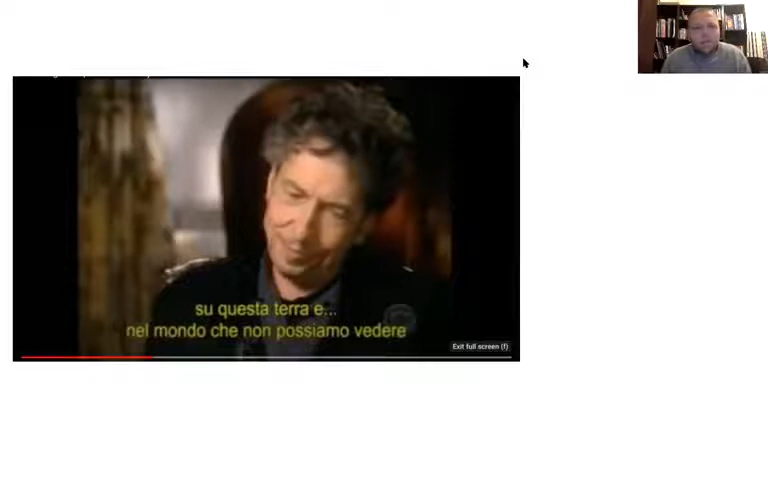 su questa terra e...
nel mondo che non possiamo vedere
Exit full screen (f)